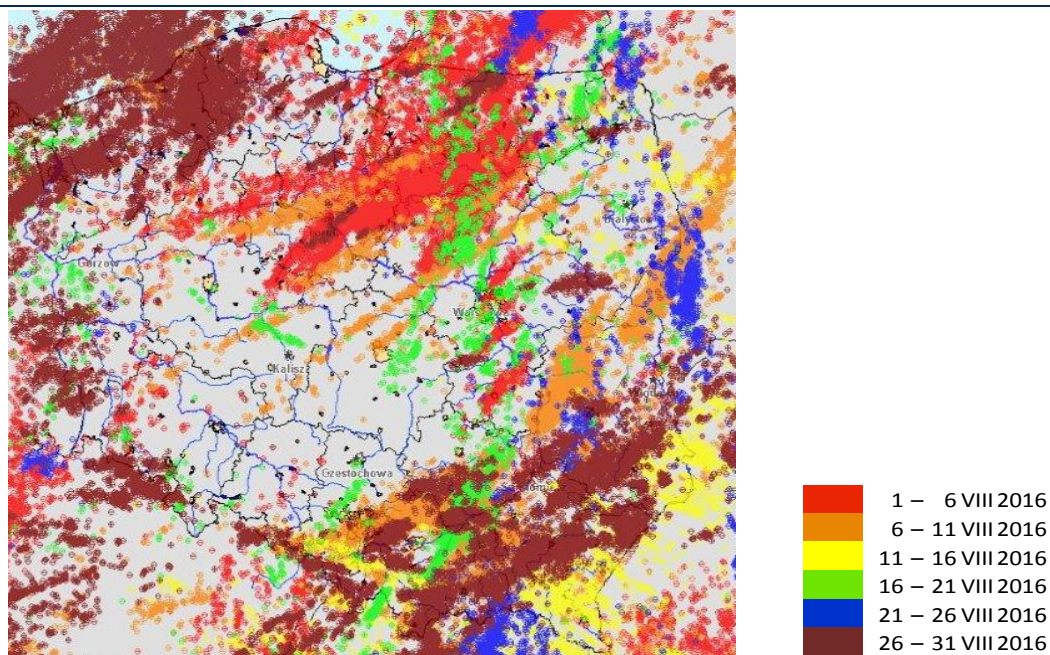 Białystok
Gorzów
Kalisz
Częstochowa
1 – 6 VIII 2016
6 – 11 VIII 2016
11 – 16 VIII 2016
16 – 21 VIII 2016
21 – 26 VIII 2016
26 – 31 VIII 2016